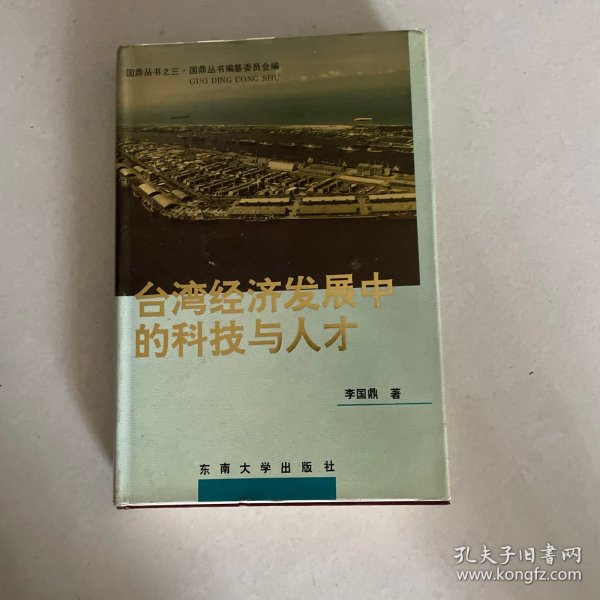 国鼎丛书之三·国鼎丛书编纂委员会编
GUO DING CONG SHU
台湾经济发展中
的科技与人才
李国鼎 著
东南大学出版社
孔夫子旧书网
www.kongfz.com